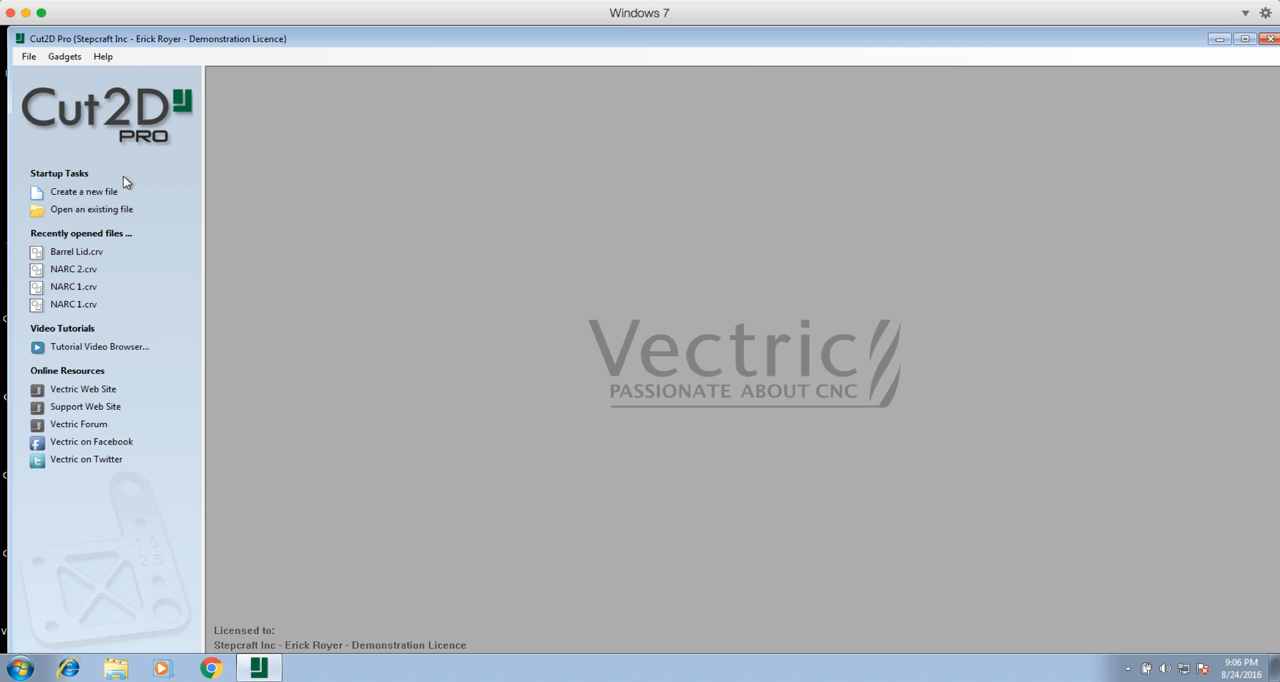 Windows 7
Cut2D Pro {Stepcraft Inc - Erick Royer - Demonstration Licence}
File Gadgets Help
Cut2D
PRO
Startup Tasks
Create a new file
Open an existing file
Recently opened files ...
Barrel Lid.crv
NARC 2.crv
NARC 1.crv
NARC 1.crv
Video Tutorials
Tutorial Video Browser...
Online Resources
Vectric Web Site
Support Web Site
Vectric Forum
Vectric on Facebook
Vectric on Twitter
-1.5
2.5
Vectric
PASSIONATE ABOUT CNC
Licensed to:
Stepcraft Inc - Erick Royer - Demonstration Licence
9:06 PM
8/24/2016